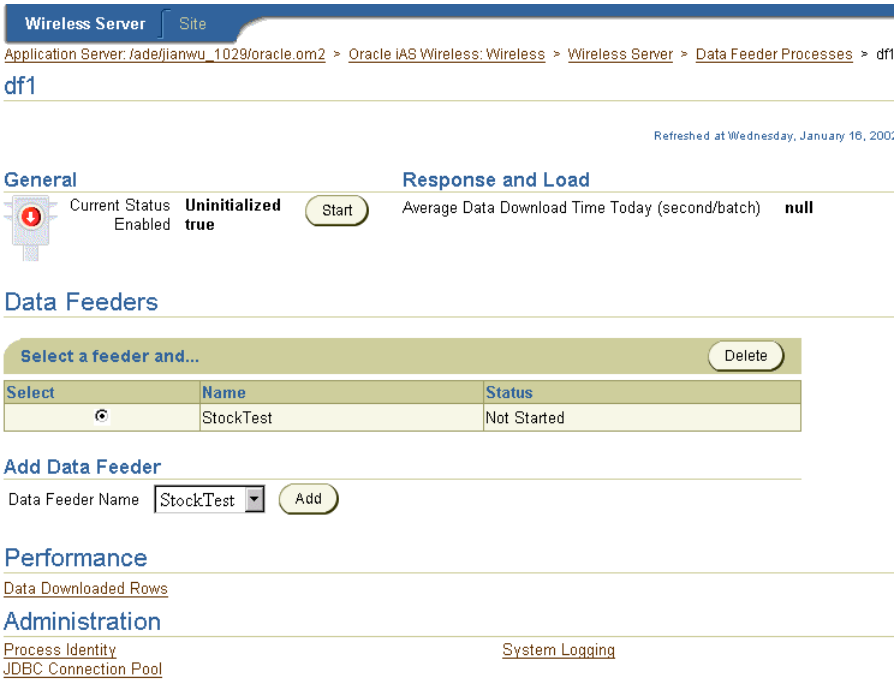 Wireless Server Site
Application Server: /ade/jianwu_1029/oracle.om2 > Oracle iAS Wireless: Wireless > Wireless Server > Data Feeder Processes > df1
df1
Refreshed at Wednesday, January 16, 2002
General
Response and Load
Current Status Uninitialized
Enabled true
Start
Average Data Download Time Today (second/batch) null
Data Feeders
Select a feeder and...
Delete
Select Name Status
StockTest Not Started
Add Data Feeder
Data Feeder Name StockTest Add
Performance
Data Downloaded Rows
Administration
Process Identity System Logging
JDBC Connection Pool